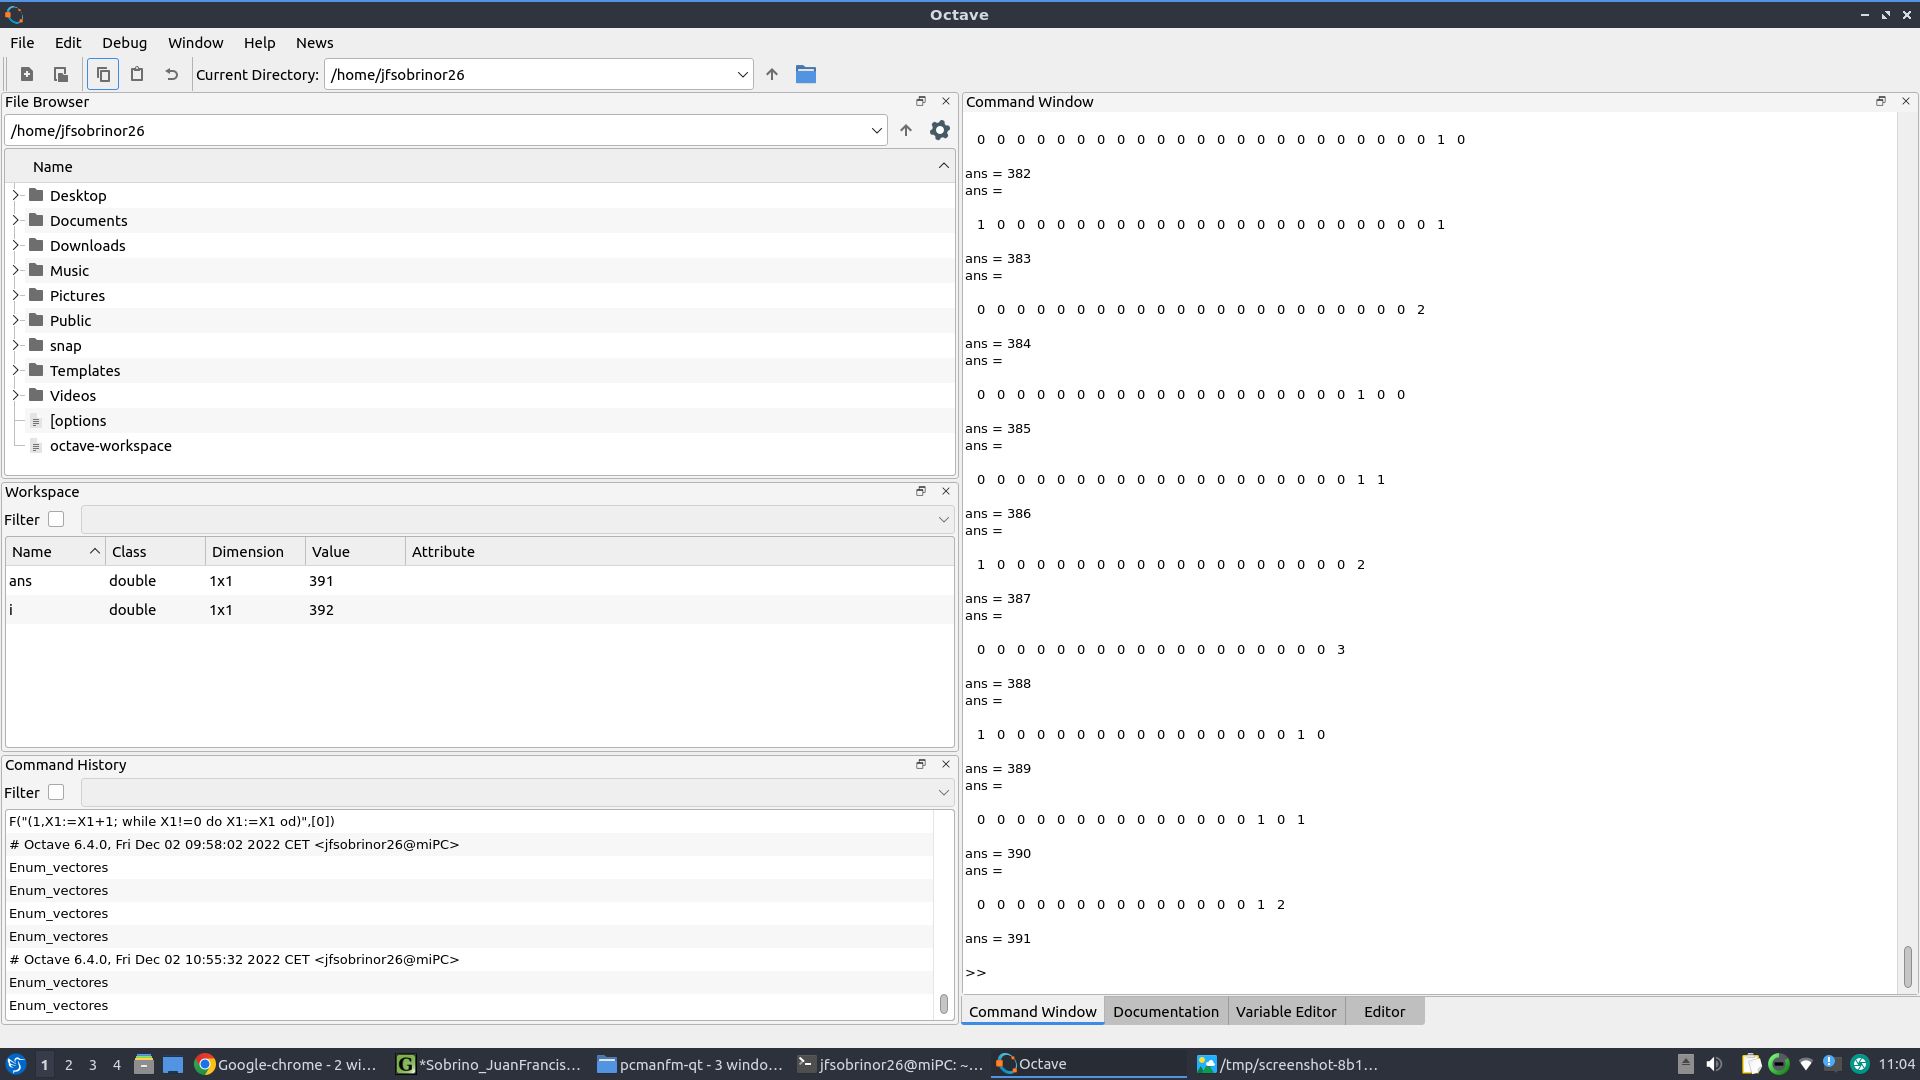 Octave
File Edit Debug Window Help News
Current Directory: /home/jfsobrinor26
File Browser
/home/jfsobrinor26
Name
Desktop
Documents
Downloads
Music
Pictures
Public
snap
Templates
Videos
[options
octave-workspace
Workspace
Filter
Name Class Dimension Value Attribute
ans double 1x1 391
i double 1x1 392
Command History
Filter
F("(1,X1:=X1+1; while X1!=0 do X1:=X1 od)",[0])
# Octave 6.4.0, Fri Dec 02 09:58:02 2022 CET <jfsobrinor26@miPC>
Enum_vectores
Enum_vectores
Enum_vectores
Enum_vectores
# Octave 6.4.0, Fri Dec 02 10:55:32 2022 CET <jfsobrinor26@miPC>
Enum_vectores
Enum_vectores
Command Window
0 0 0 0 0 0 0 0 0 0 0 0 0 0 0 0 0 0 0 0 0 0 0 1 0
ans = 382
ans =
1 0 0 0 0 0 0 0 0 0 0 0 0 0 0 0 0 0 0 0 0 0 0 1
ans = 383
ans =
0 0 0 0 0 0 0 0 0 0 0 0 0 0 0 0 0 0 0 0 0 0 2
ans = 384
ans =
0 0 0 0 0 0 0 0 0 0 0 0 0 0 0 0 0 0 0 1 0 0
ans = 385
ans =
0 0 0 0 0 0 0 0 0 0 0 0 0 0 0 0 0 0 0 1 1
ans = 386
ans =
1 0 0 0 0 0 0 0 0 0 0 0 0 0 0 0 0 0 0 2
ans = 387
ans =
0 0 0 0 0 0 0 0 0 0 0 0 0 0 0 0 0 0 3
ans = 388
ans =
1 0 0 0 0 0 0 0 0 0 0 0 0 0 0 0 1 0
ans = 389
ans =
0 0 0 0 0 0 0 0 0 0 0 0 0 0 1 0 1
ans = 390
ans =
0 0 0 0 0 0 0 0 0 0 0 0 0 0 1 2
ans = 391
>>
Command Window Documentation Variable Editor Editor
1 2 3 4 Google-chrome - 2 wi... *Sobrino_JuanFrancis... pcmanfm-qt - 3 windo... jfsobrinor26@miPC: ~... Octave /tmp/screenshot-8b1... 11:04